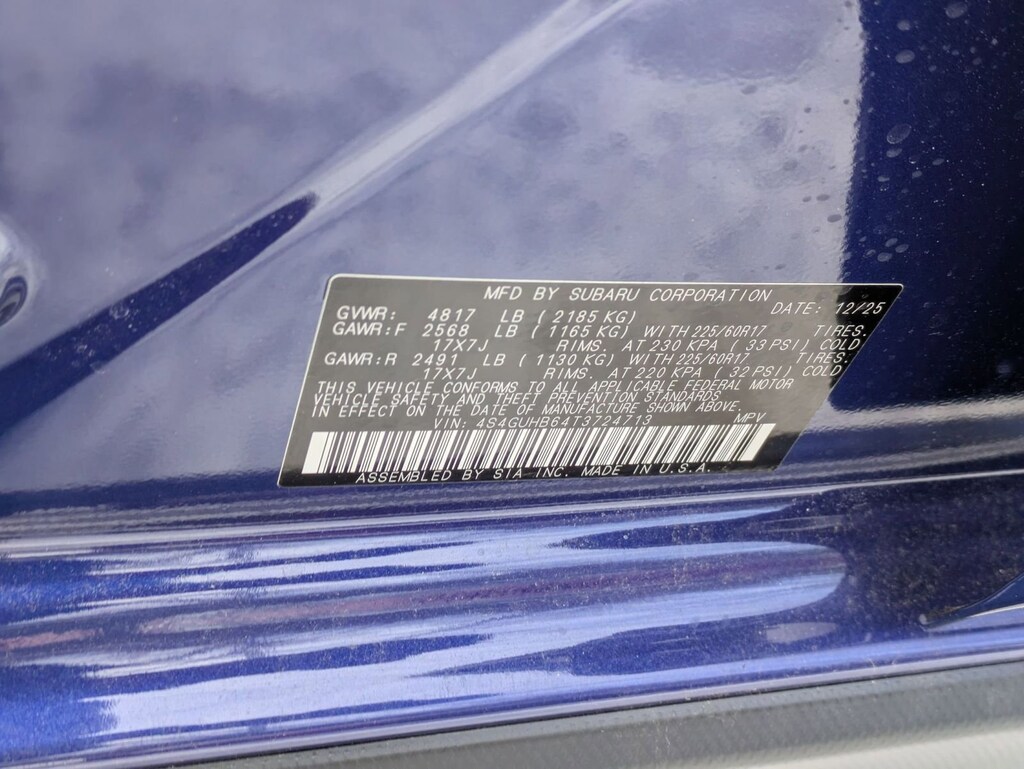 MFD BY SUBARU CORPORATION
GVWR: 4817 LB ( 2185 KG) DATE: 12/25
GAWR:F 2568 LB ( 1165 KG) WITH 225/60R17 TIRES.
17X7J RIMS. AT 230 KPA ( 33 PSI) COLD
GAWR:R 2491 LB ( 1130 KG) WITH 225/60R17 TIRES.
17X7J RIMS. AT 220 KPA ( 32 PSI) COLD
THIS VEHICLE CONFORMS TO ALL APPLICABLE FEDERAL MOTOR
VEHICLE SAFETY AND THEFT PREVENTION STANDARDS
IN EFFECT ON THE DATE OF MANUFACTURE SHOWN ABOVE.
VIN: 4S4GUHB64T3724713 MPV
ASSEMBLED BY SIA-INC. MADE IN U.S.A.